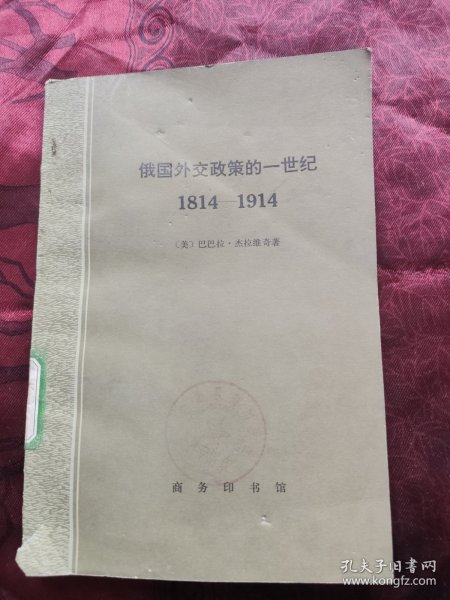 俄国外交政策的一世纪
1814—1914
（美）巴巴拉·杰拉维奇著
商务印书馆
孔夫子旧书网
www.kongfz.com